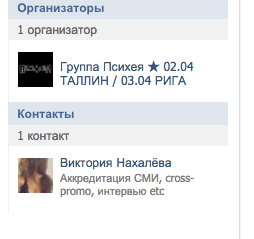 Организаторы
1 организатор
Группа Психея ★ 02.04
ТАЛЛИН / 03.04 РИГА
Контакты
1 контакт
Виктория Нахалёва
Аккредитация СМИ, cross-
promo, интервью etc